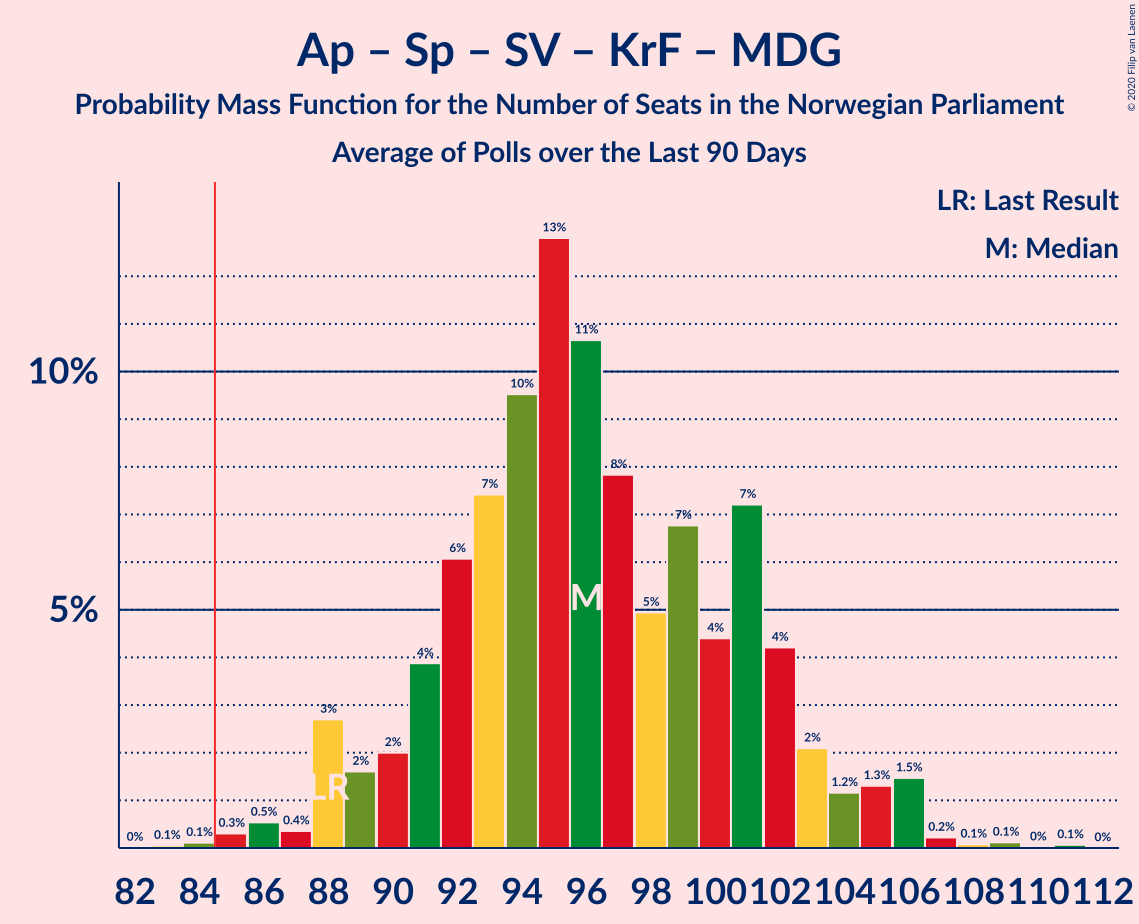 Ap – Sp – SV – KrF – MDG
Probability Mass Function for the Number of Seats in the Norwegian Parliament
Average of Polls over the Last 90 Days
© 2020 Filip van Laenen
LR: Last Result
M: Median
10%
5%
0% 0.1% 0.1% 0.3% 0.5% 0.4% 3% 2% 2% 4% 6% 7% 10% 13% 11% 8% 5% 7% 4% 7% 4% 2% 1.2% 1.3% 1.5% 0.2% 0.1% 0.1% 0% 0.1% 0%
LR
M
82 84 86 88 90 92 94 96 98 100 102 104 106 108 110 112